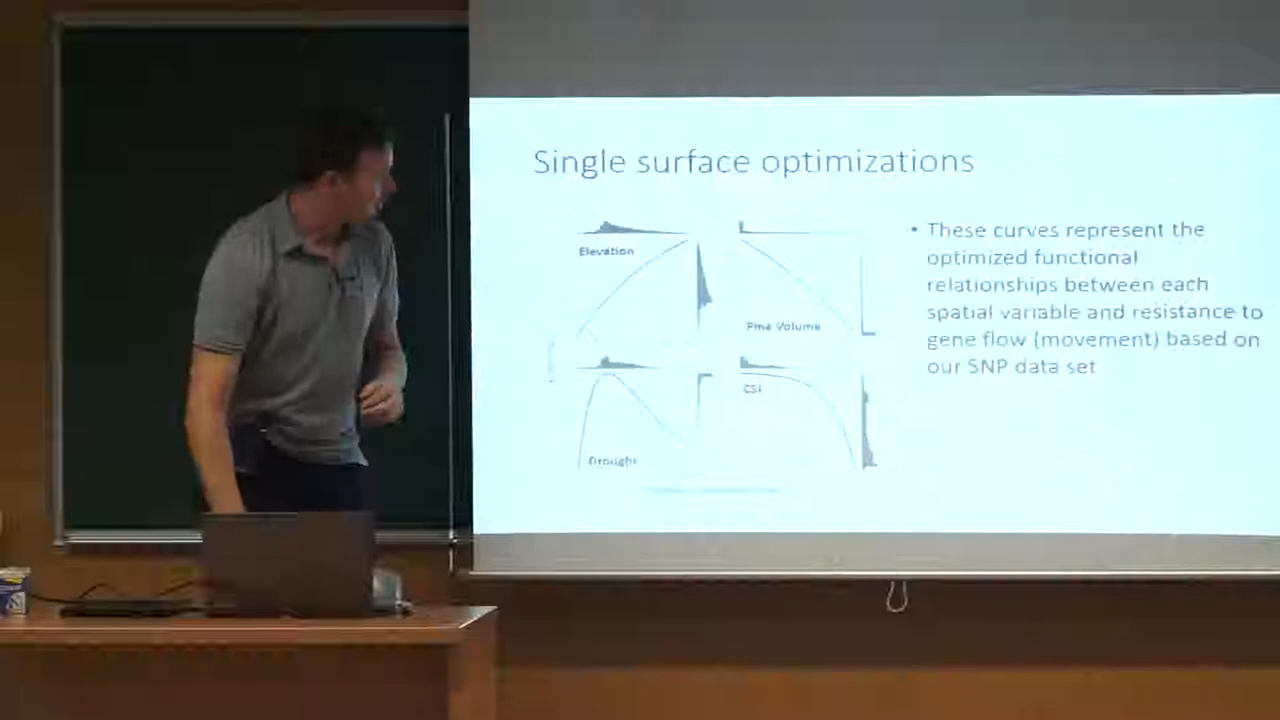 Single surface optimizations
Elevation
Pine Volume
Drought
CSI
• These curves represent the
optimized functional
relationships between each
spatial variable and resistance to
gene flow (movement) based on
our SNP data set